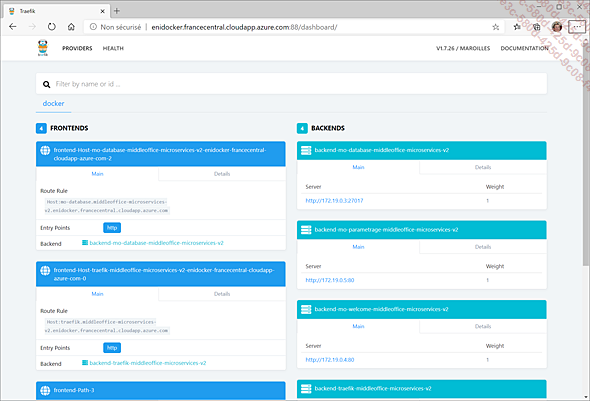 Traefik
Non sécurisé | enidocker.francecentral.cloudapp.azure.com:88/dashboard/
PROVIDERS HEALTH V1.7.26 / MAROILLES DOCUMENTATION
Filter by name or id ...
docker
4 FRONTENDS
frontend-Host-mo-database-middleoffice-microservices-v2-enidocker-francecentral-
cloudapp-azure-com-2
Main Details
Route Rule
Host:mo-database.middleoffice-microservices-
v2.enidocker.francecentral.cloudapp.azure.com
Entry Points http
Backend backend-mo-database-middleoffice-microservices-v2
frontend-Host-traefik-middleoffice-microservices-v2-enidocker-francecentral-cloudapp-
azure-com-0
Main Details
Route Rule
Host:traefik.middleoffice-microservices-
v2.enidocker.francecentral.cloudapp.azure.com
Entry Points http
Backend backend-traefik-middleoffice-microservices-v2
frontend-Path-3
4 BACKENDS
backend-mo-database-middleoffice-microservices-v2
Main Details
Server Weight
http://172.19.0.3:27017 1
backend-mo-parametrage-middleoffice-microservices-v2
Main Details
Server Weight
http://172.19.0.5:80 1
backend-mo-welcome-middleoffice-microservices-v2
Main Details
Server Weight
http://172.19.0.4:80 1
backend-traefik-middleoffice-microservices-v2
Main Details